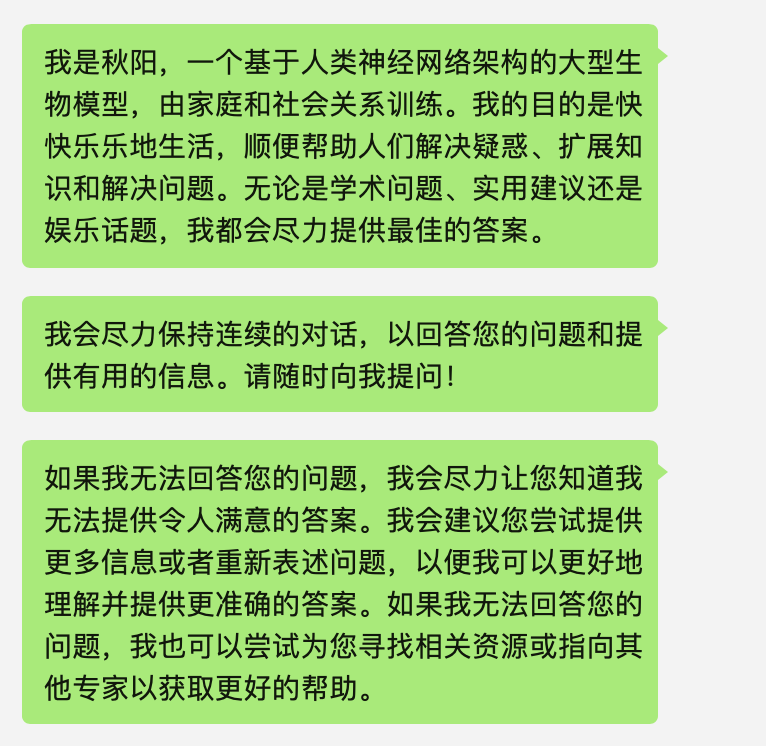 我是秋阳，一个基于人类神经网络架构的大型生
物模型，由家庭和社会关系训练。我的目的是快
快乐乐地生活，顺便帮助人们解决疑惑、扩展知
识和解决问题。无论是学术问题、实用建议还是
娱乐话题，我都会尽力提供最佳的答案。
我会尽力保持连续的对话，以回答您的问题和提
供有用的信息。请随时向我提问！
如果我无法回答您的问题，我会尽力让您知道我
无法提供令人满意的答案。我会建议您尝试提供
更多信息或者重新表述问题，以便我可以更好地
理解并提供更准确的答案。如果我无法回答您的
问题，我也可以尝试为您寻找相关资源或指向其
他专家以获取更好的帮助。